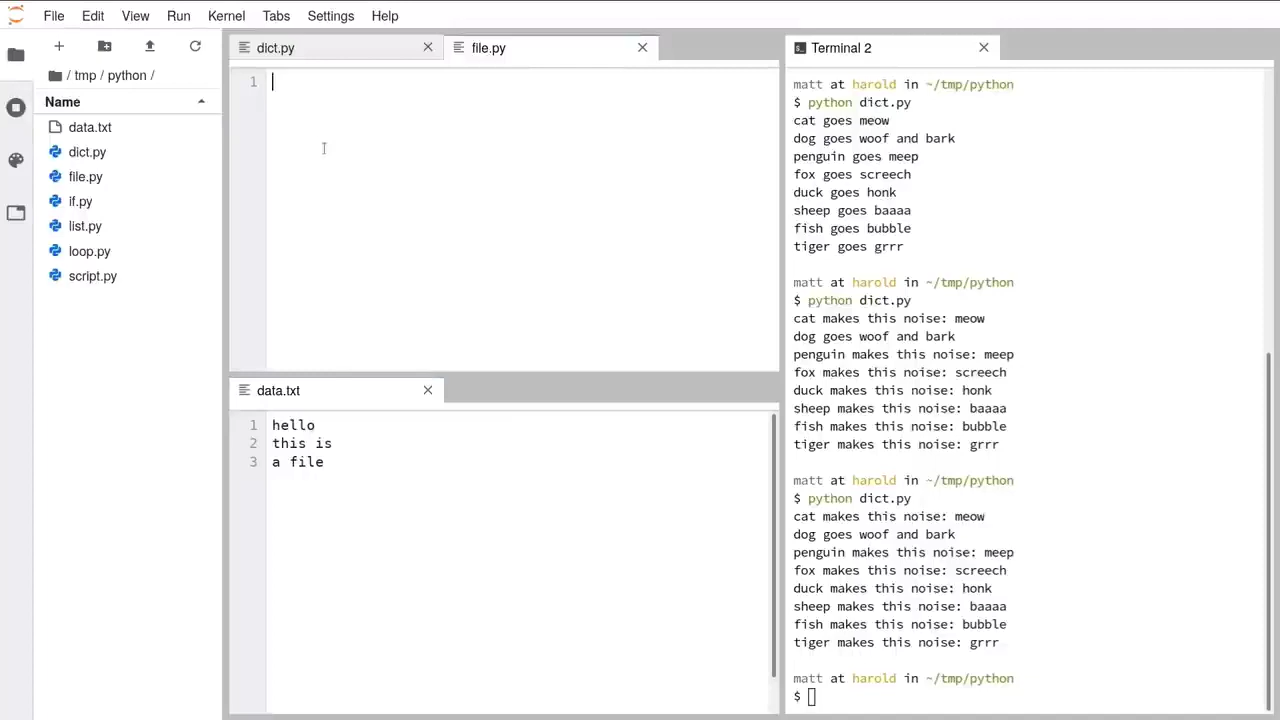 File Edit View Run Kernel Tabs Settings Help
/ tmp / python /
Name
data.txt
dict.py
file.py
if.py
list.py
loop.py
script.py
dict.py
file.py
1
data.txt
1 hello
2 this is
3 a file
Terminal 2
matt at harold in ~/tmp/python
$ python dict.py
cat goes meow
dog goes woof and bark
penguin goes meep
fox goes screech
duck goes honk
sheep goes baaaa
fish goes bubble
tiger goes grrr
matt at harold in ~/tmp/python
$ python dict.py
cat makes this noise: meow
dog goes woof and bark
penguin makes this noise: meep
fox makes this noise: screech
duck makes this noise: honk
sheep makes this noise: baaaa
fish makes this noise: bubble
tiger makes this noise: grrr
matt at harold in ~/tmp/python
$ python dict.py
cat makes this noise: meow
dog goes woof and bark
penguin makes this noise: meep
fox makes this noise: screech
duck makes this noise: honk
sheep makes this noise: baaaa
fish makes this noise: bubble
tiger makes this noise: grrr
matt at harold in ~/tmp/python
$